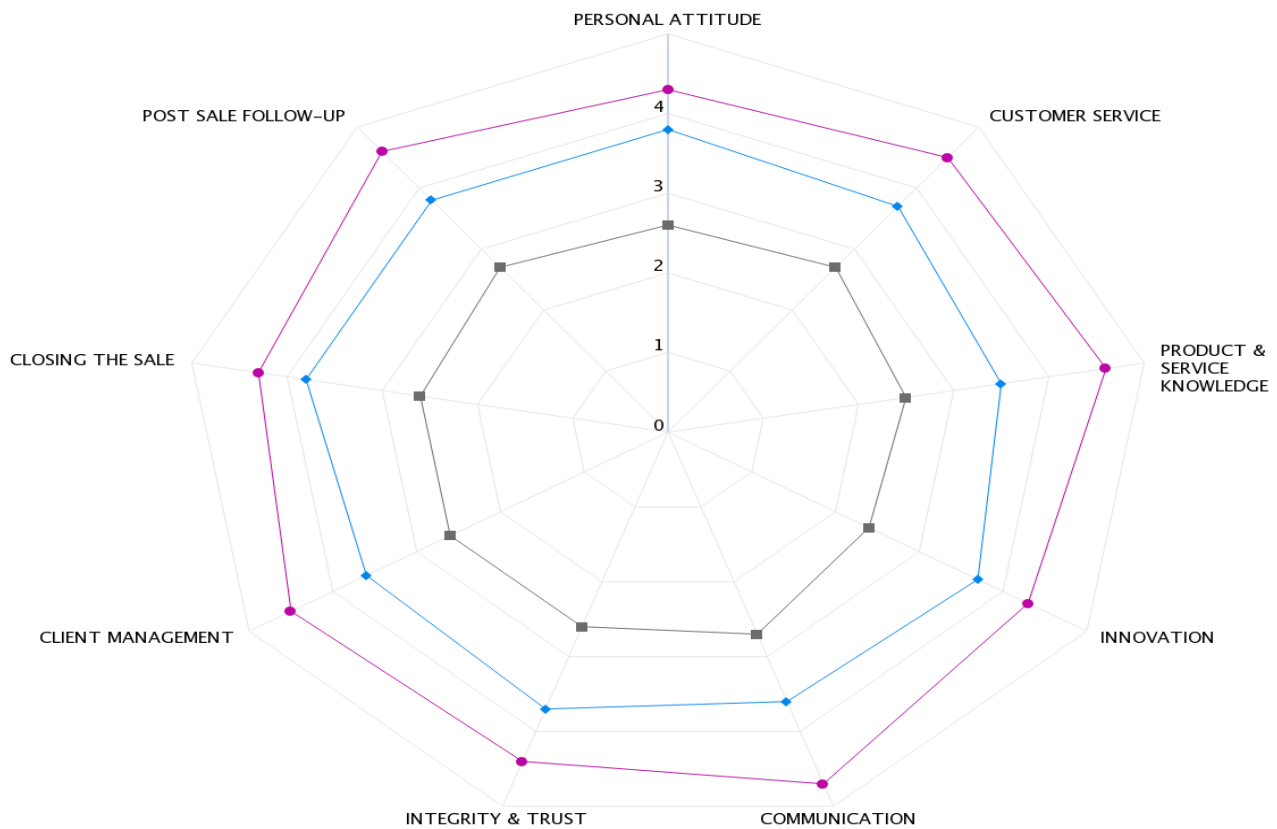 PERSONAL ATTITUDE
POST SALE FOLLOW-UP
CUSTOMER SERVICE
4
3
2
1
0
CLOSING THE SALE
PRODUCT &
SERVICE
KNOWLEDGE
CLIENT MANAGEMENT
INNOVATION
INTEGRITY & TRUST
COMMUNICATION